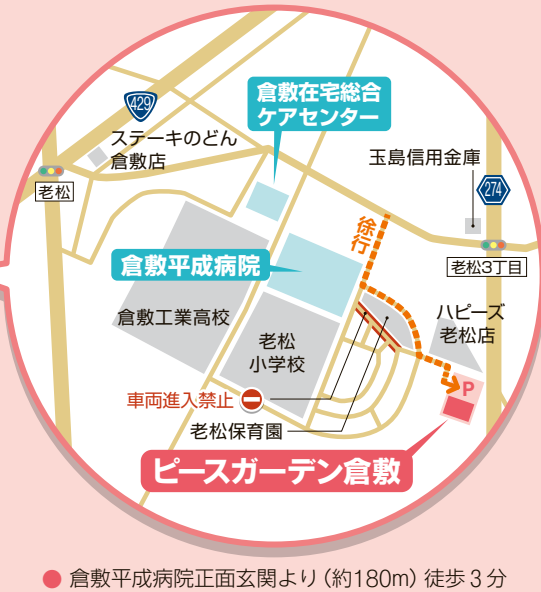 429
ステーキのどん
倉敷店
老松
倉敷在宅総合
ケアセンター
玉島信用金庫
274
老松3丁目
徐行
倉敷平成病院
倉敷工業高校
老松
小学校
ハピーズ
老松店
P
車両進入禁止
老松保育園
ピースガーデン倉敷
● 倉敷平成病院正面玄関より(約180m)徒歩3分